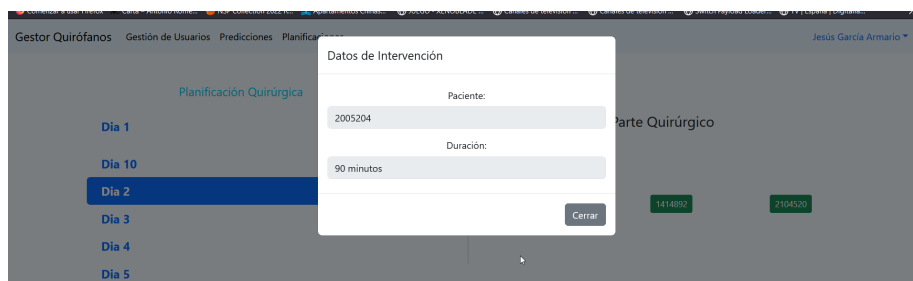 Gestor Quirófanos Gestión de Usuarios Predicciones Jesús García Armario
Datos de Intervención
Planificación Quirúrgica
Paciente:
2005204
Parte Quirúrgico
Dia 1
Duración:
90 minutos
Dia 10
Dia 2
Cerrar
1414892
2104520
Dia 3
Dia 4
Dia 5